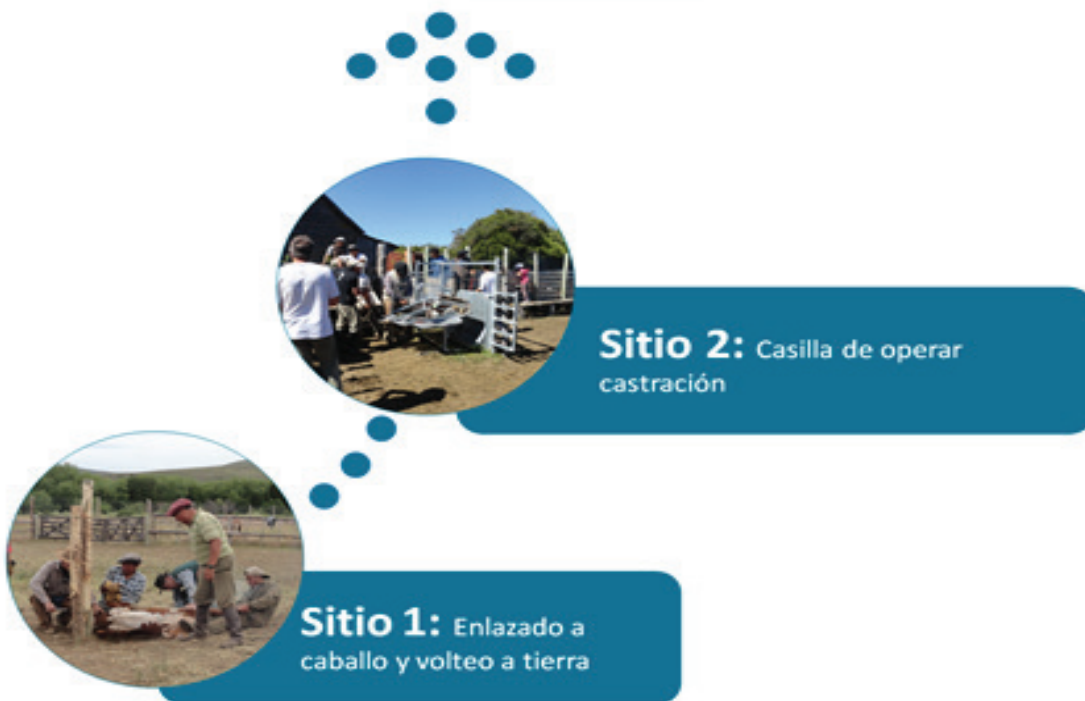 Sitio 2: Casilla de operar
castración
Sitio 1: Enlazado a
caballo y volteo a tierra